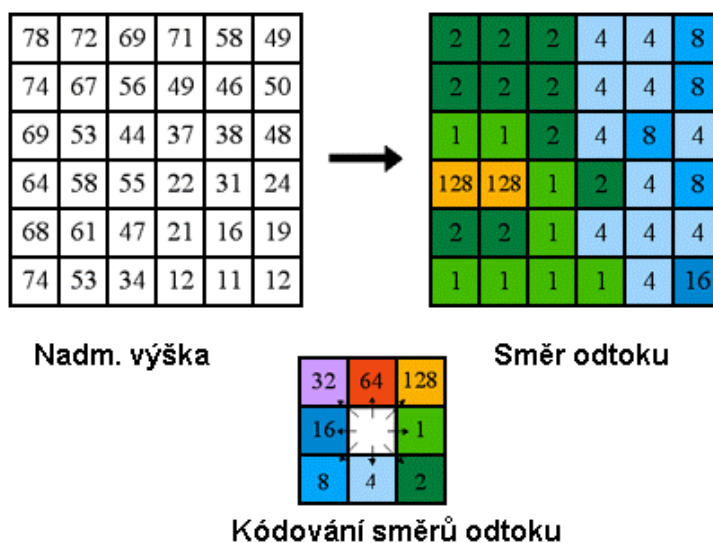 78 72 69 71 58 49 2 2 2 4 4 8
74 67 56 49 46 50 2 2 2 4 4 8
69 53 44 37 38 48 1 1 2 4 8 4
64 58 55 22 31 24 128 128 1 2 4 8
68 61 47 21 16 19 2 2 1 4 4 4
74 53 34 12 11 12 1 1 1 1 4 16
Nadm. výška Směr odtoku
32 64 128
16 1
8 4 2
Kódování směrů odtoku